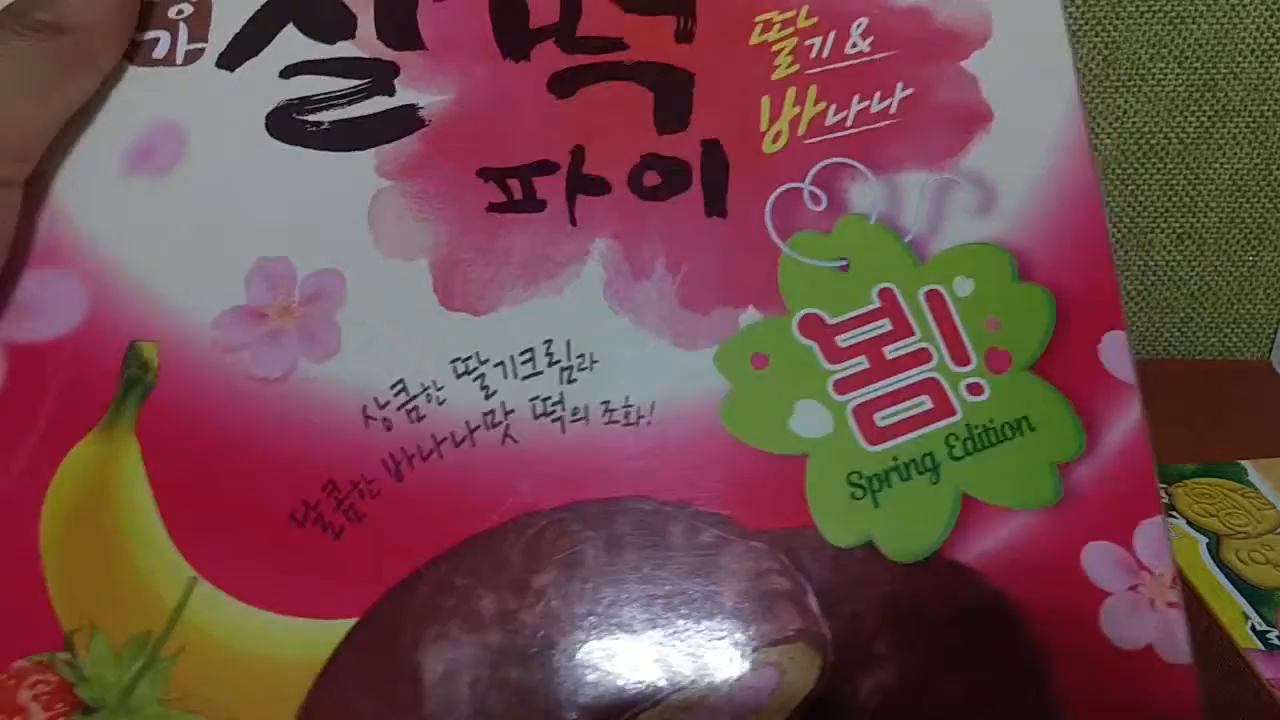 딸기 &
바나나
파이
상콤한 딸기크림과
달콤한 바나나맛 떡의 조화!
봄!
Spring Edition